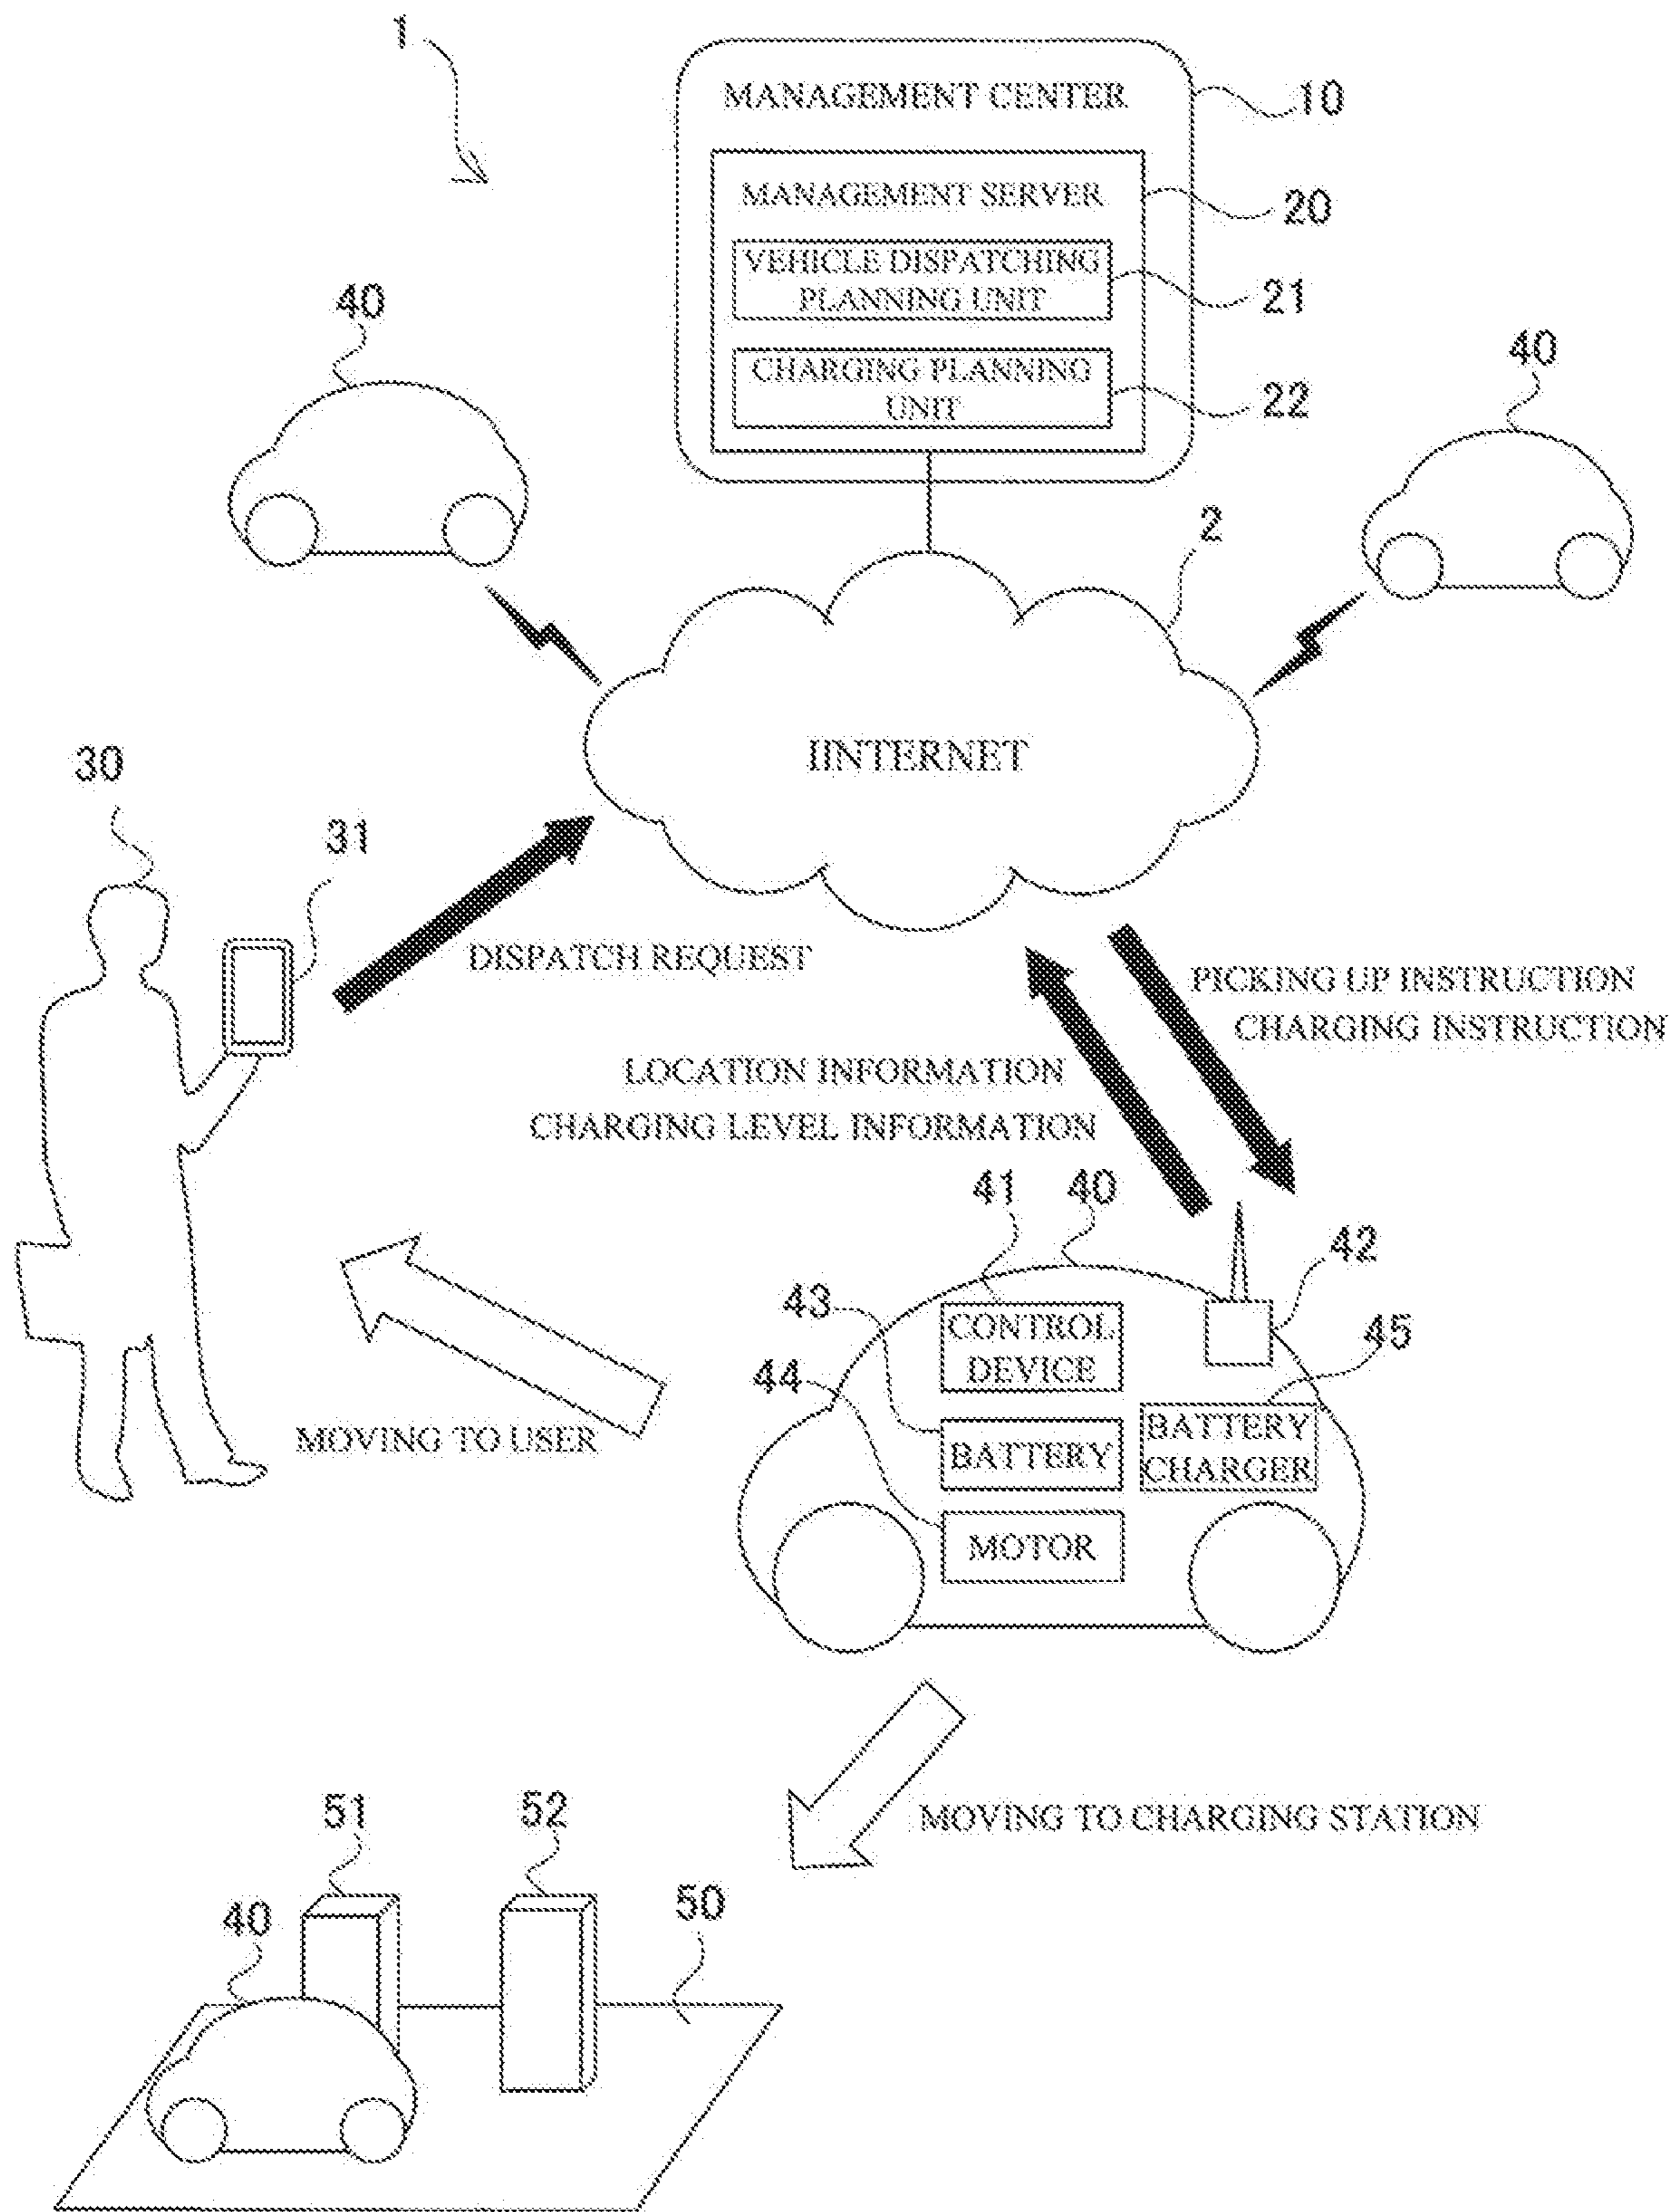 1
MANAGEMENT CENTER
10
MANAGEMENT SERVER
20
VEHICLE DISPATCHING
PLANNING UNIT
21
CHARGING PLANNING
UNIT
22
40
40
2
IINTERNET
30
31
DISPATCH REQUEST
PICKING UP INSTRUCTION
CHARGING INSTRUCTION
LOCATION INFORMATION
CHARGING LEVEL INFORMATION
41
40
42
43
CONTROL
DEVICE
45
44
BATTERY
BATTERY
CHARGER
MOTOR
MOVING TO USER
MOVING TO CHARGING STATION
51
52
40
50